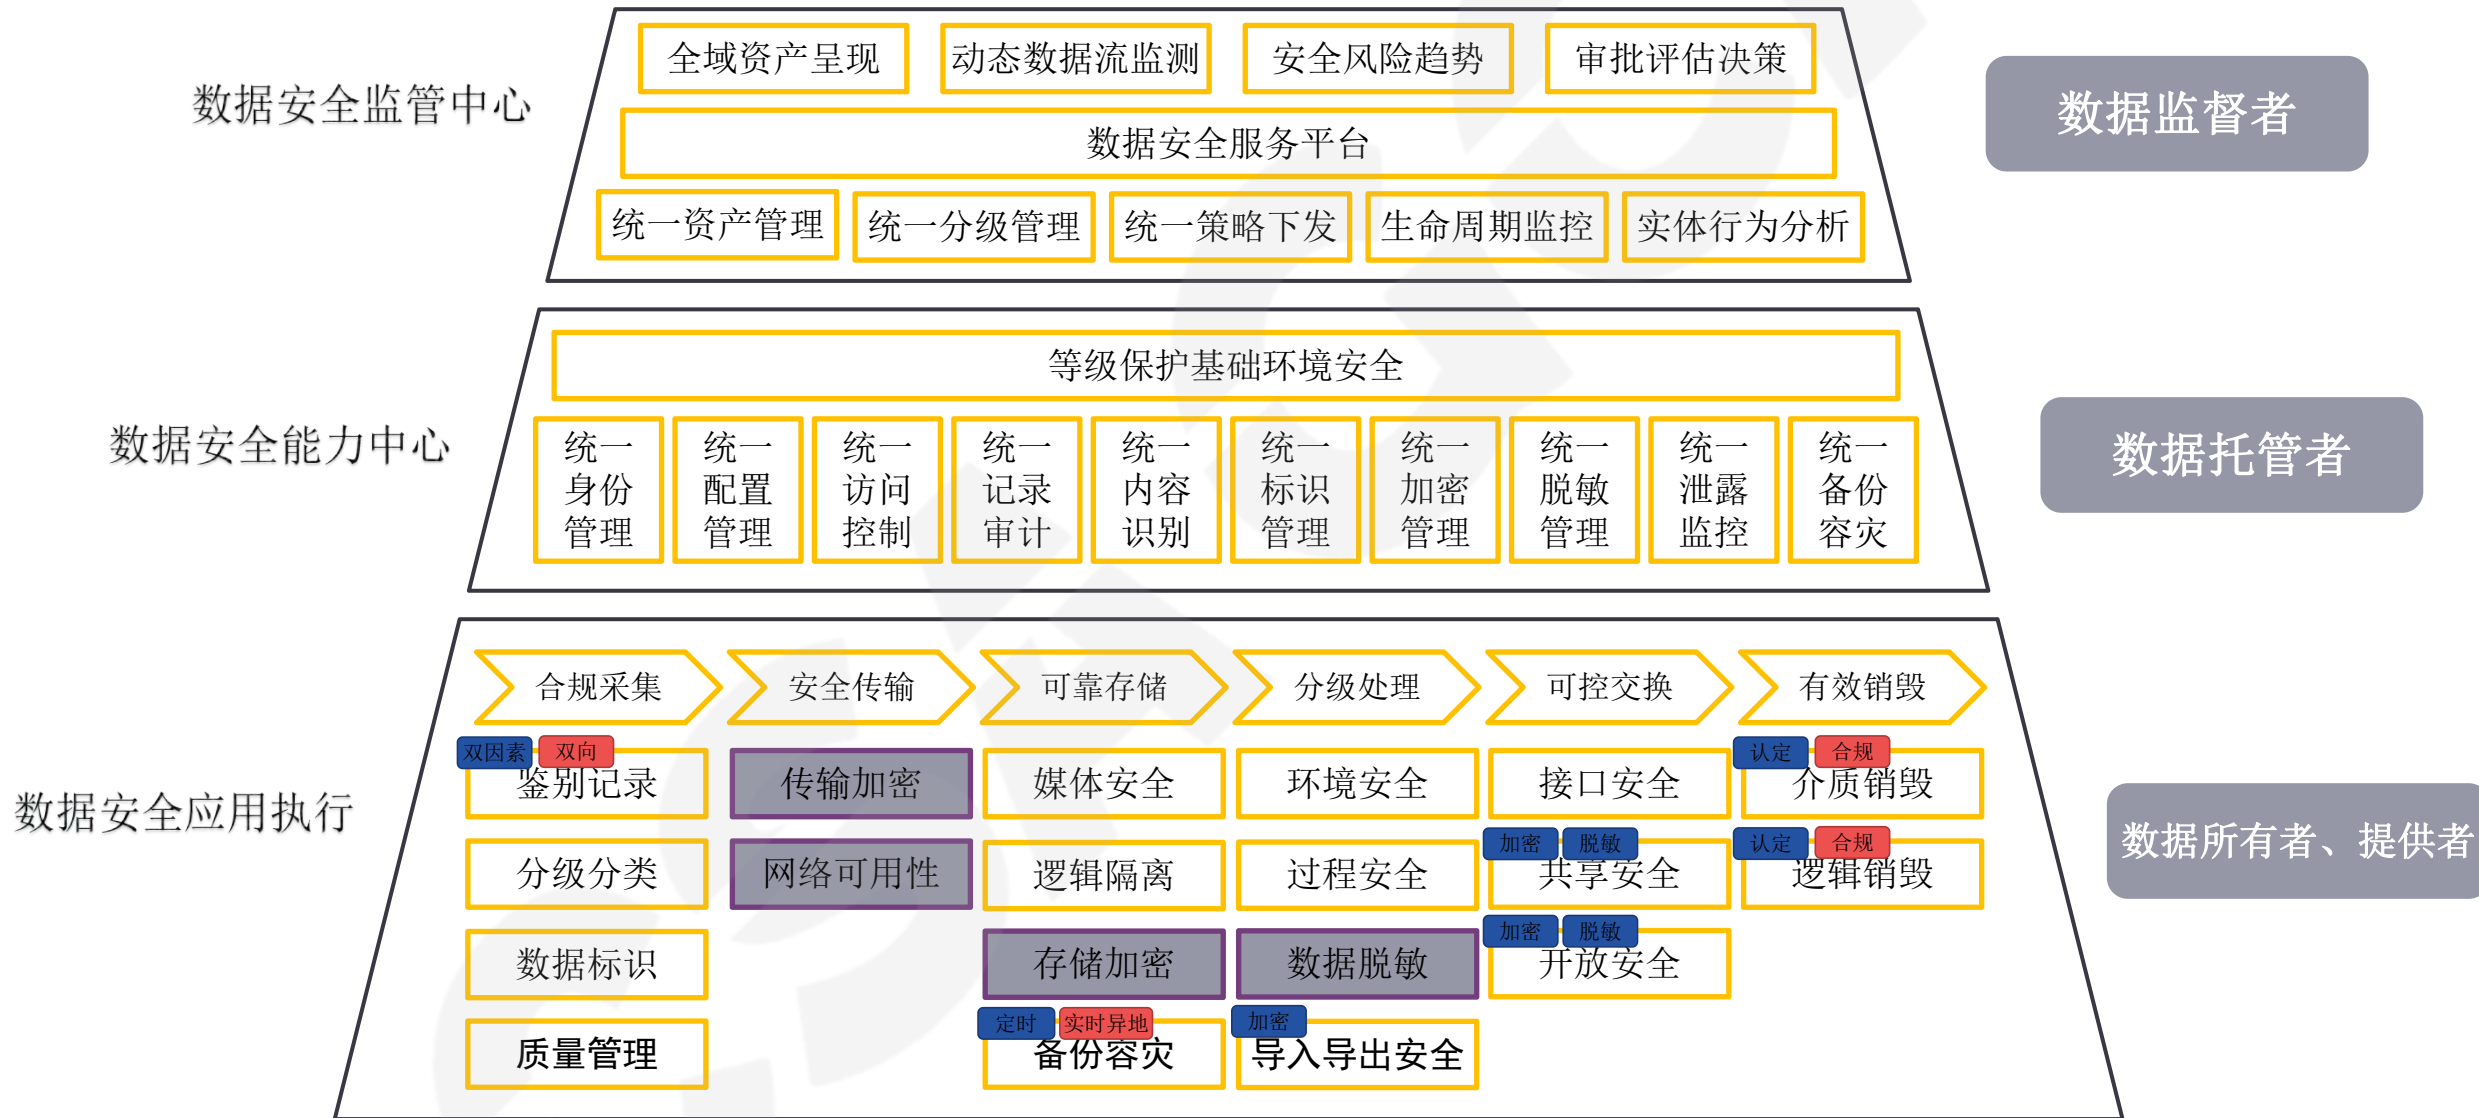 全域资产呈现
动态数据流监测
安全风险趋势
审批评估决策
数据安全监管中心
数据监督者
数据安全服务平台
统一资产管理
统一分级管理
统一策略下发
生命周期监控
实体行为分析
等级保护基础环境安全
数据安全能力中心
数据托管者
统一
身份
管理
统一
配置
管理
统一
访问
控制
统一
记录
审计
统一
内容
识别
统一
标识
管理
统一
加密
管理
统一
脱敏
管理
统一
泄露
监控
统一
备份
容灾
合规采集
安全传输
可靠存储
分级处理
可控交换
有效销毁
数据安全应用执行
数据所有者、提供者
双因素
双向
鉴别记录
传输加密
媒体安全
环境安全
接口安全
认定
合规
介质销毁
分级分类
网络可用性
逻辑隔离
过程安全
加密
脱敏
共享安全
认定
合规
逻辑销毁
数据标识
存储加密
数据脱敏
加密
脱敏
开放安全
质量管理
定时
实时异地
备份容灾
加密
导入导出安全